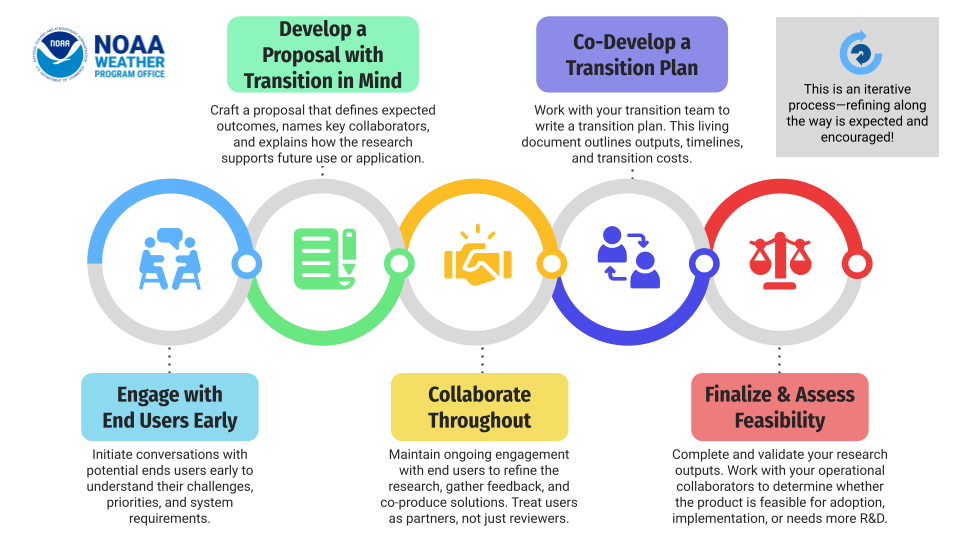 NOAA
NOAA
WEATHER
PROGRAM OFFICE
Develop a
Proposal with
Transition in Mind
Craft a proposal that defines expected
outcomes, names key collaborators,
and explains how the research
supports future use or application.
Co-Develop a
Transition Plan
Work with your transition team to
write a transition plan. This living
document outlines outputs, timelines,
and transition costs.
This is an iterative
process—refining along
the way is expected and
encouraged!
Engage with
End Users Early
Initiate conversations with
potential ends users early to
understand their challenges,
priorities, and system
requirements.
Collaborate
Throughout
Maintain ongoing engagement
with end users to refine the
research, gather feedback, and
co-produce solutions. Treat users
as partners, not just reviewers.
Finalize & Assess
Feasibility
Complete and validate your research
outputs. Work with your operational
collaborators to determine whether
the product is feasible for adoption,
implementation, or needs more R&D.